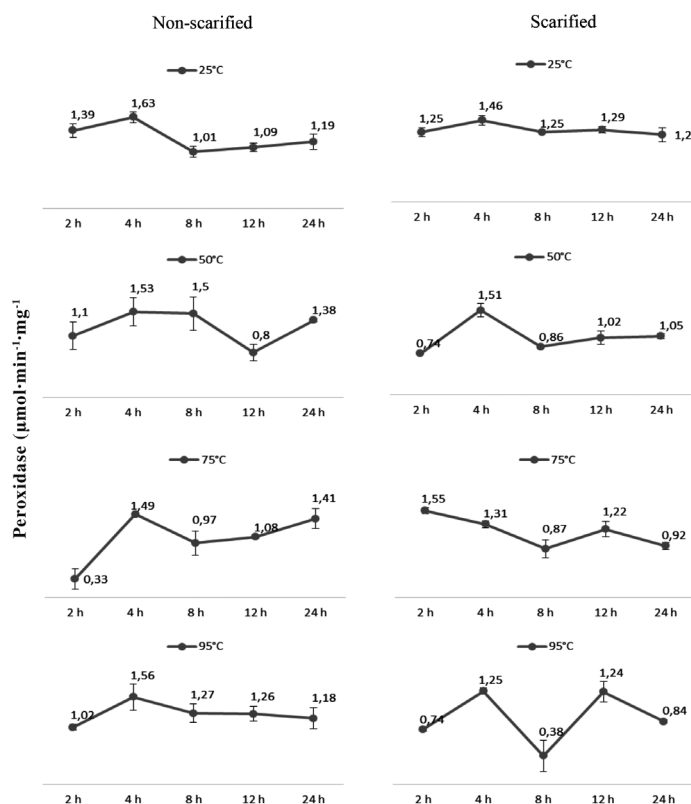 Non-scarified
Scarified
Peroxidase (µmol·min⁻¹·mg⁻¹
25°C
1,39
1,63
1,01
1,09
1,19
2 h
4 h
8 h
12 h
24 h
25°C
1,25
1,46
1,25
1,29
1,2
2 h
4 h
8 h
12 h
24 h
50°C
1,1
1,53
1,5
0,8
1,38
2 h
4 h
8 h
12 h
24 h
50°C
0,74
1,51
0,86
1,02
1,05
2 h
4 h
8 h
12 h
24 h
75°C
0,33
1,49
0,97
1,08
1,41
2 h
4 h
8 h
12 h
24 h
75°C
1,55
1,31
0,87
1,22
0,92
2 h
4 h
8 h
12 h
24 h
95°C
1,02
1,56
1,27
1,26
1,18
2 h
4 h
8 h
12 h
24 h
95°C
0,74
1,25
0,38
1,24
0,84
2 h
4 h
8 h
12 h
24 h